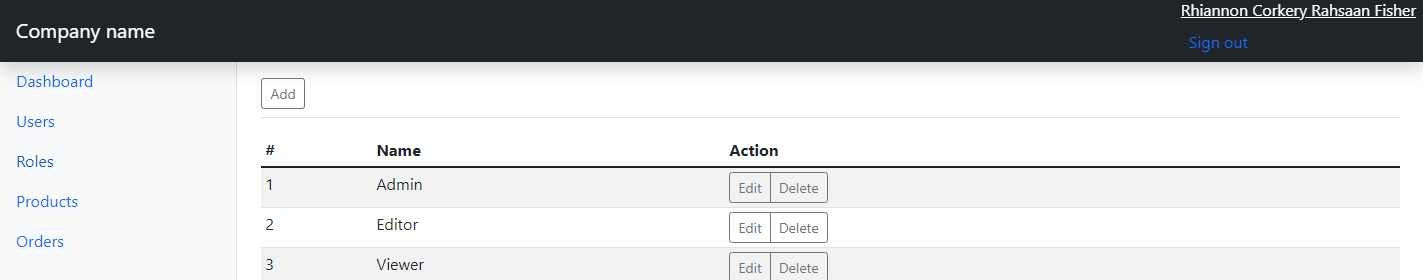 Rhiannon Corkery Rahsaan Fisher
Company name
Sign out
Dashboard
Users
Roles
Products
Orders
Add
# Name Action
1 Admin Edit Delete
2 Editor Edit Delete
3 Viewer Edit Delete